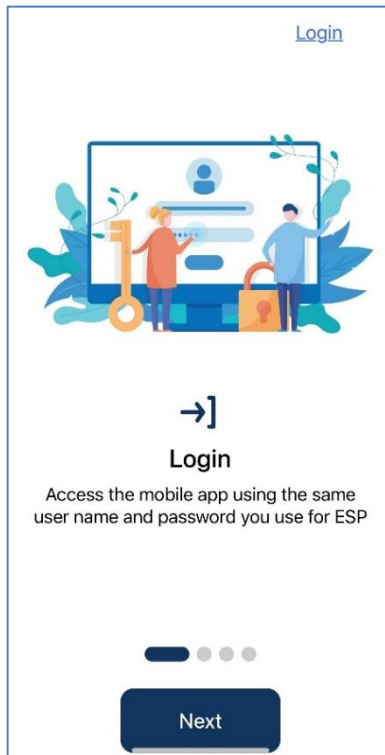 Login
Login
Access the mobile app using the same
user name and password you use for ESP
Next